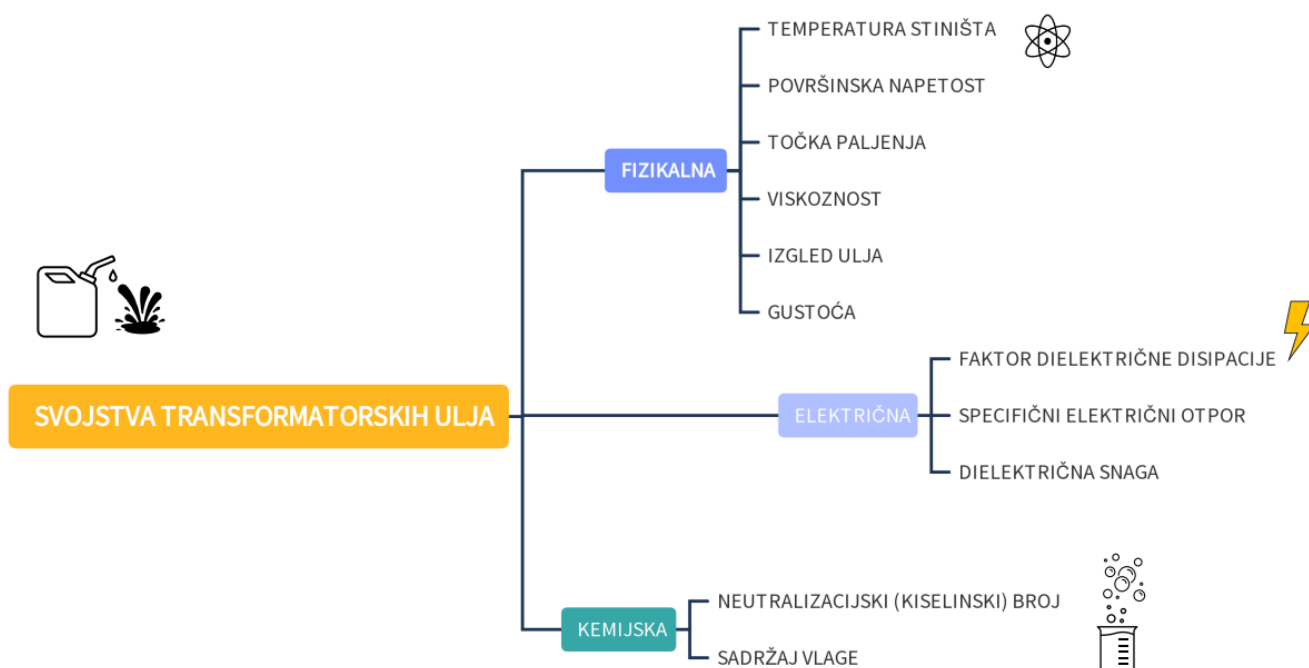 SVOJSTVA TRANSFORMATORSKIH ULJA
FIZIKALNA
TEMPERATURA STINIŠTA
POVRŠINSKA NAPETOST
TOČKA PALJENJA
VISKOZNOST
IZGLED ULJA
GUSTOĆA
ELEKTRIČNA
FAKTOR DIELEKTRIČNE DISIPACIJE
SPECIFIČNI ELEKTRIČNI OTPOR
DIELEKTRIČNA SNAGA
KEMIJSKA
NEUTRALIZACIJSKI (KISELINSKI) BROJ
SADRŽAJ VLAGE